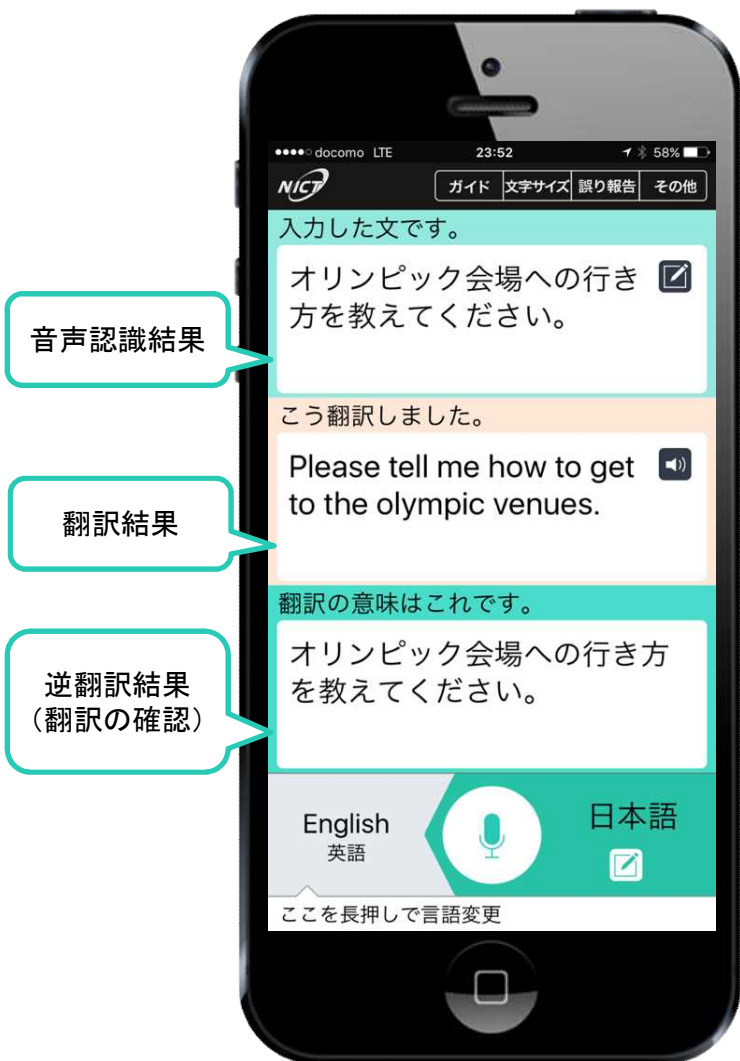 docomo LTE 23:52 58%
NICT ガイド 文字サイズ 誤り報告 その他
入力した文です。
オリンピック会場への行き
方を教えてください。
音声認識結果
こう翻訳しました。
Please tell me how to get
to the olympic venues.
翻訳結果
翻訳の意味はこれです。
オリンピック会場への行き方
を教えてください。
逆翻訳結果
（翻訳の確認）
English
英語
日本語
ここを長押しで言語変更